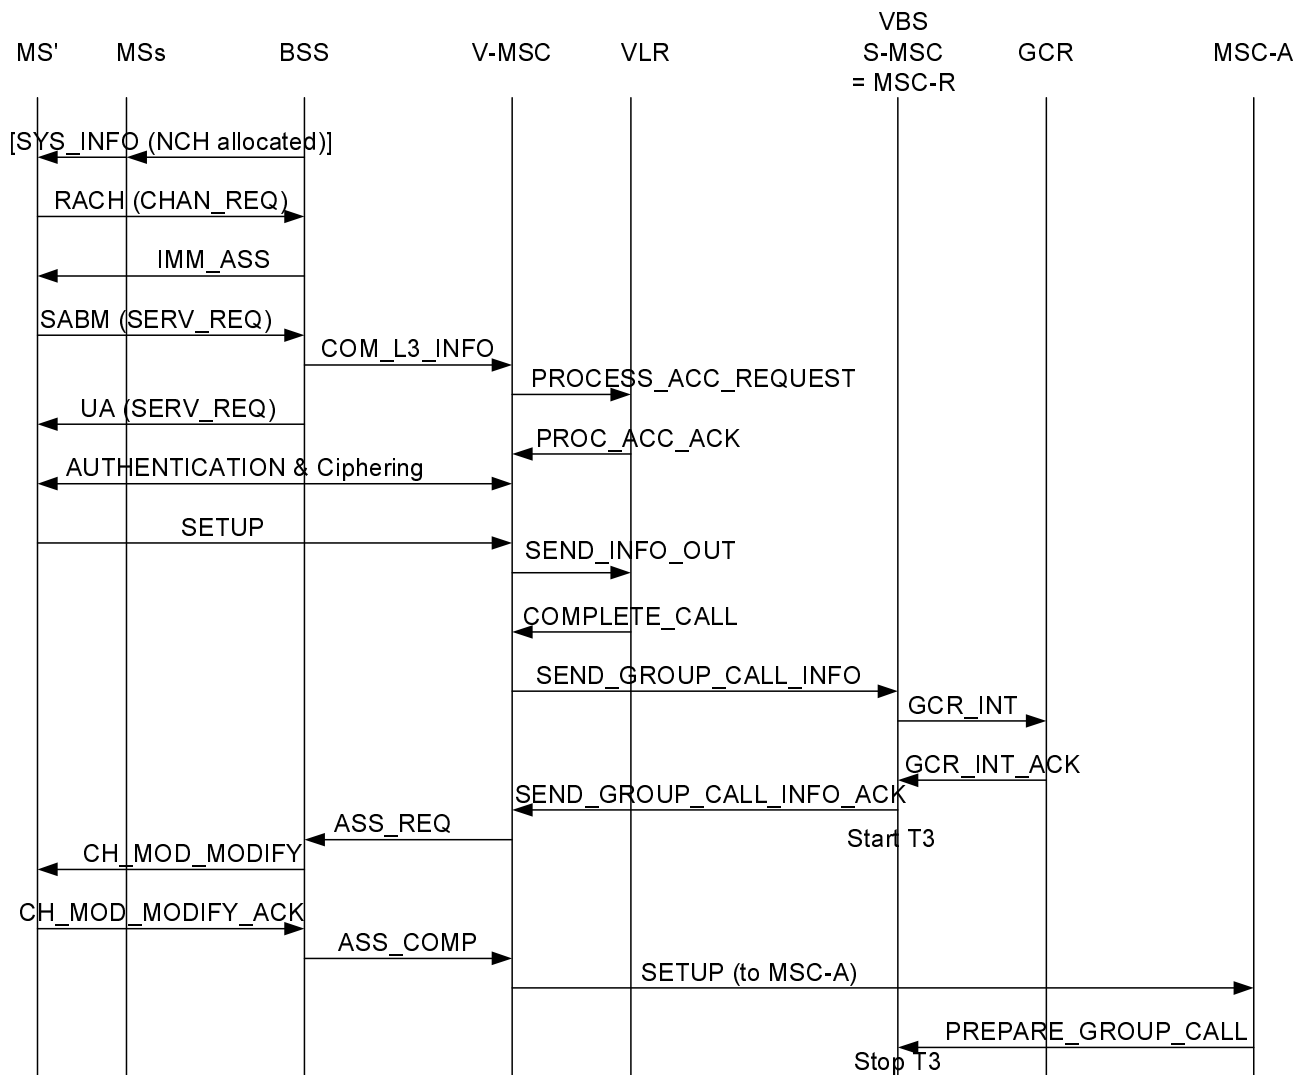 VBS
MS' MSs BSS V-MSC VLR S-MSC GCR MSC-A
= MSC-R
[SYS_INFO (NCH allocated)]
RACH (CHAN_REQ)
IMM_ASS
SABM (SERV_REQ)
COM_L3_INFO
PROCESS_ACC_REQUEST
UA (SERV_REQ)
PROC_ACC_ACK
AUTHENTICATION & Ciphering
SETUP
SEND_INFO_OUT
COMPLETE_CALL
SEND_GROUP_CALL_INFO
GCR_INT
GCR_INT_ACK
SEND_GROUP_CALL_INFO_ACK
ASS_REQ
Start T3
CH_MOD_MODIFY
CH_MOD_MODIFY_ACK
ASS_COMP
SETUP (to MSC-A)
PREPARE_GROUP_CALL
Stop T3